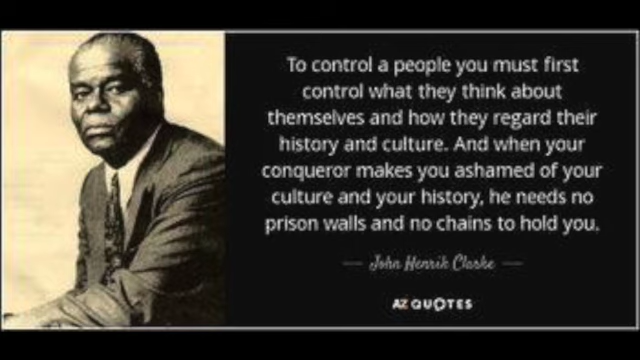 To control a people you must first
control what they think about
themselves and how they regard their
history and culture. And when your
conqueror makes you ashamed of your
culture and your history, he needs no
prison walls and no chains to hold you.
— John Henrik Clarke —
AZ QUOTES